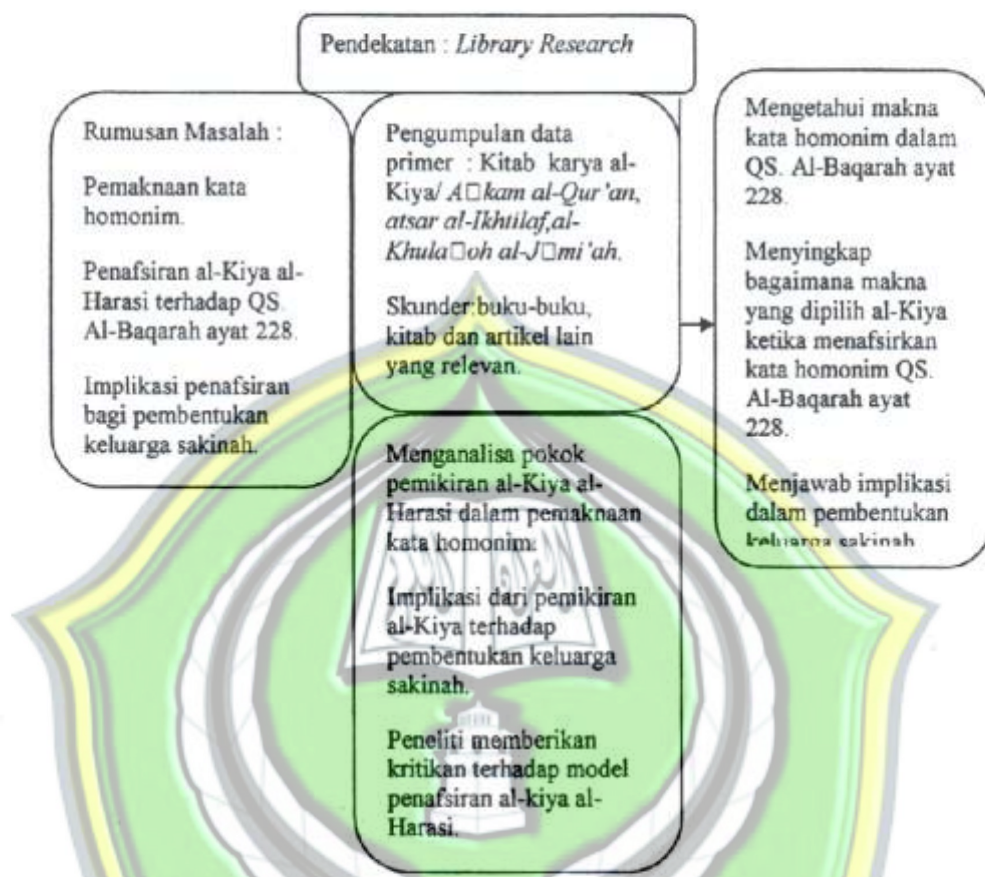 Pendekatan : Library Research
Rumusan Masalah :
Pemaknaan kata
homonim.
Penafsiran al-Kiya al-
Harasi terhadap QS.
Al-Baqarah ayat 228.
Implikasi penafsiran
bagi pembentukan
keluarga sakinah.
Pengumpulan data
primer : Kitab karya al-
Kiya/ A□kam al-Qur'an,
atsar al-Ikhtilaf,al-
Khula□oh al-J□mi'ah.
Skunder:buku-buku,
kitab dan artikel lain
yang relevan.
Menganalisa pokok
pemikiran al-Kiya al-
Harasi dalam pemaknaan
kata homonim.
Implikasi dari pemikiran
al-Kiya terhadap
pembentukan keluarga
sakinah.
Peneliti memberikan
kritikan terhadap model
penafsiran al-kiya al-
Harasi.
Mengetahui makna
kata homonim dalam
QS. Al-Baqarah ayat
228.
Menyingkap
bagaimana makna
yang dipilih al-Kiya
ketika menafsirkan
kata homonim QS.
Al-Baqarah ayat
228.
Menjawab implikasi
dalam pembentukan
keluarga sakinah